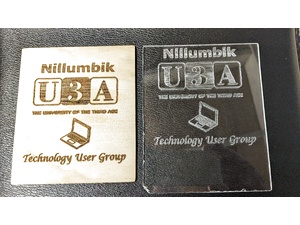 Nillumbik
U3A
THE UNIVERSITY OF THE THIRD AGE
Technology User Group
Nillumbik
U3A
THE UNIVERSITY OF THE THIRD AGE
Technology User Group